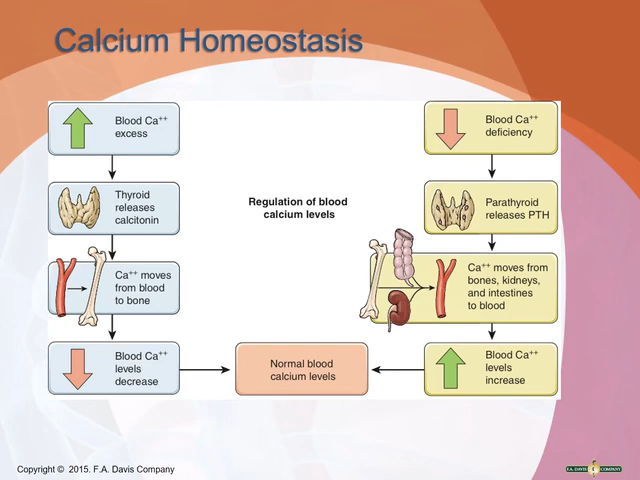 Calcium Homeostasis
Blood Ca++
excess
Thyroid
releases
calcitonin
Ca++ moves
from blood
to bone
Blood Ca++
levels
decrease
Regulation of blood
calcium levels
Normal blood
calcium levels
Blood Ca++
deficiency
Parathyroid
releases PTH
Ca++ moves from
bones, kidneys,
and intestines
to blood
Blood Ca++
levels
increase
Copyright © 2015. F.A. Davis Company
F.A. DAVIS COMPANY